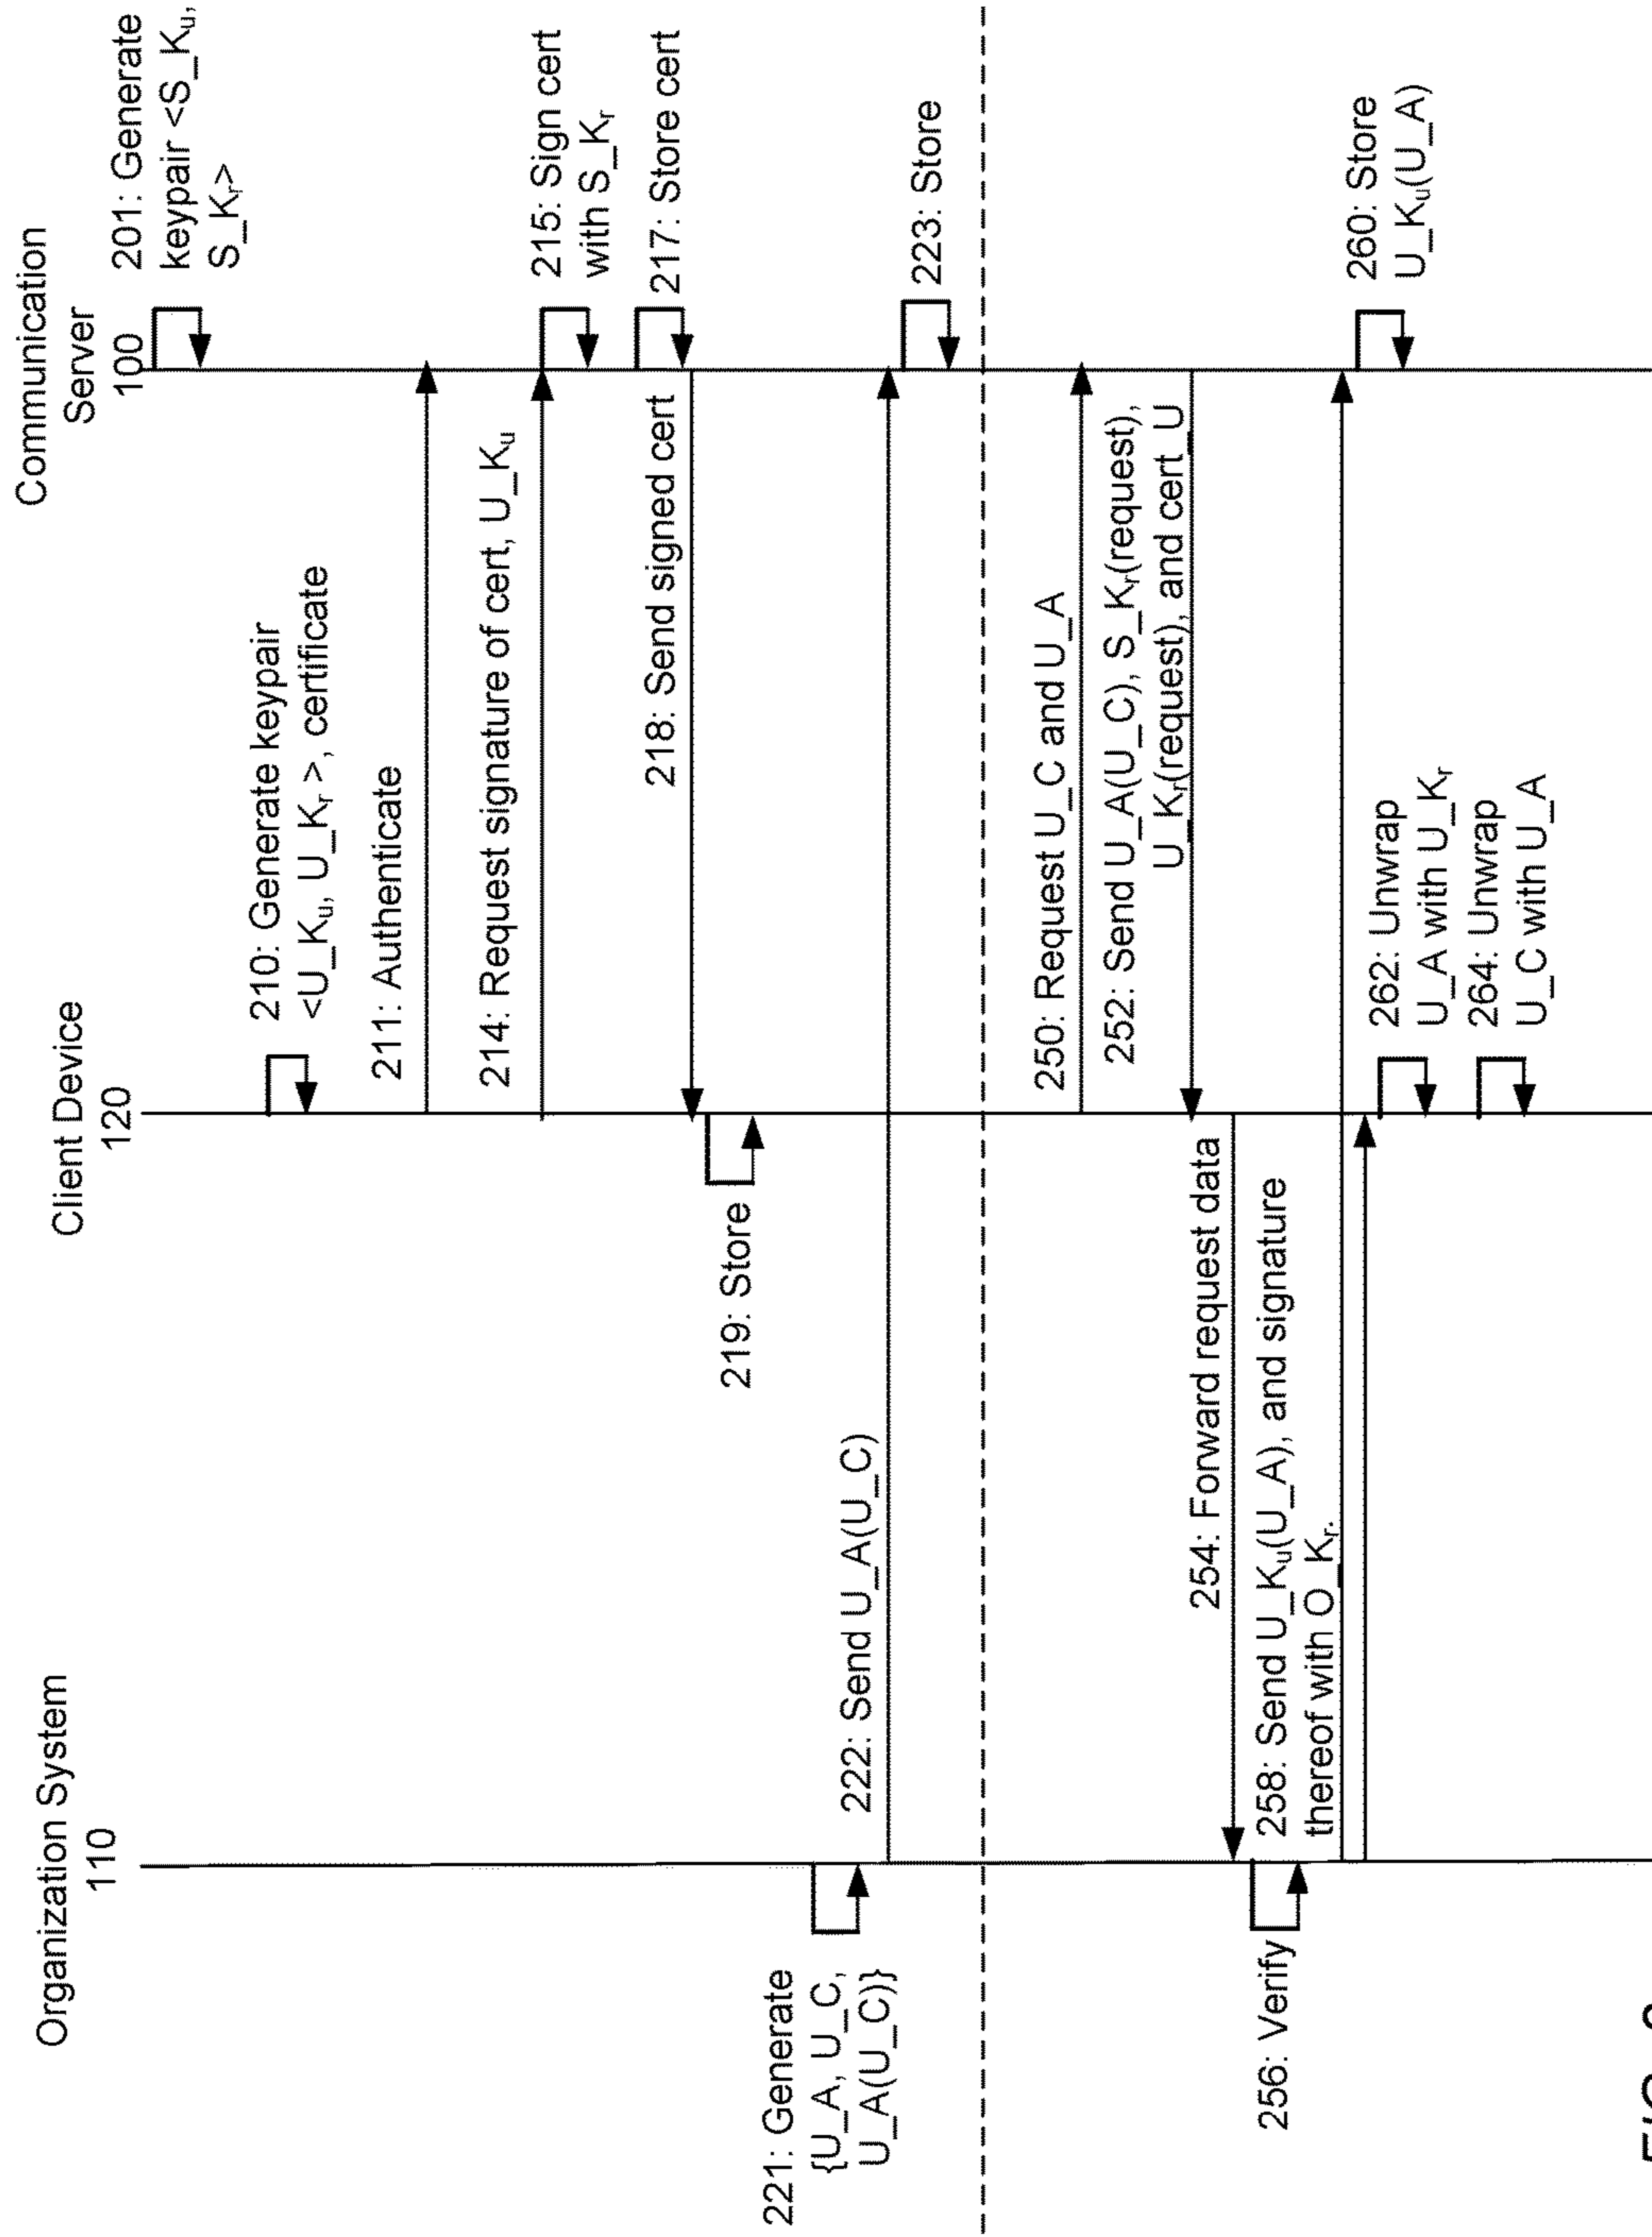 Organization System
110
Client Device
120
Communication
Server
100
201: Generate
keypair <S_Kᵤ,
S_Kᵣ>
210: Generate keypair
<U_Kᵤ, U_Kᵣ >, certificate
211: Authenticate
214: Request signature of cert, U_Kᵤ
215: Sign cert
with S_Kᵣ
217: Store cert
218: Send signed cert
219: Store
221: Generate
{U_A, U_C,
U_A(U_C)}
222: Send U_A(U_C)
223: Store
250: Request U_C and U_A
252: Send U_A(U_C), S_Kᵣ(request),
U_Kᵣ(request), and cert_U
254: Forward request data
256: Verify
258: Send U_Kᵤ(U_A), and signature
thereof with O_Kᵣ.
260: Store
U_Kᵤ(U_A)
262: Unwrap
U_A with U_Kᵣ
264: Unwrap
U_C with U_A
FIG.